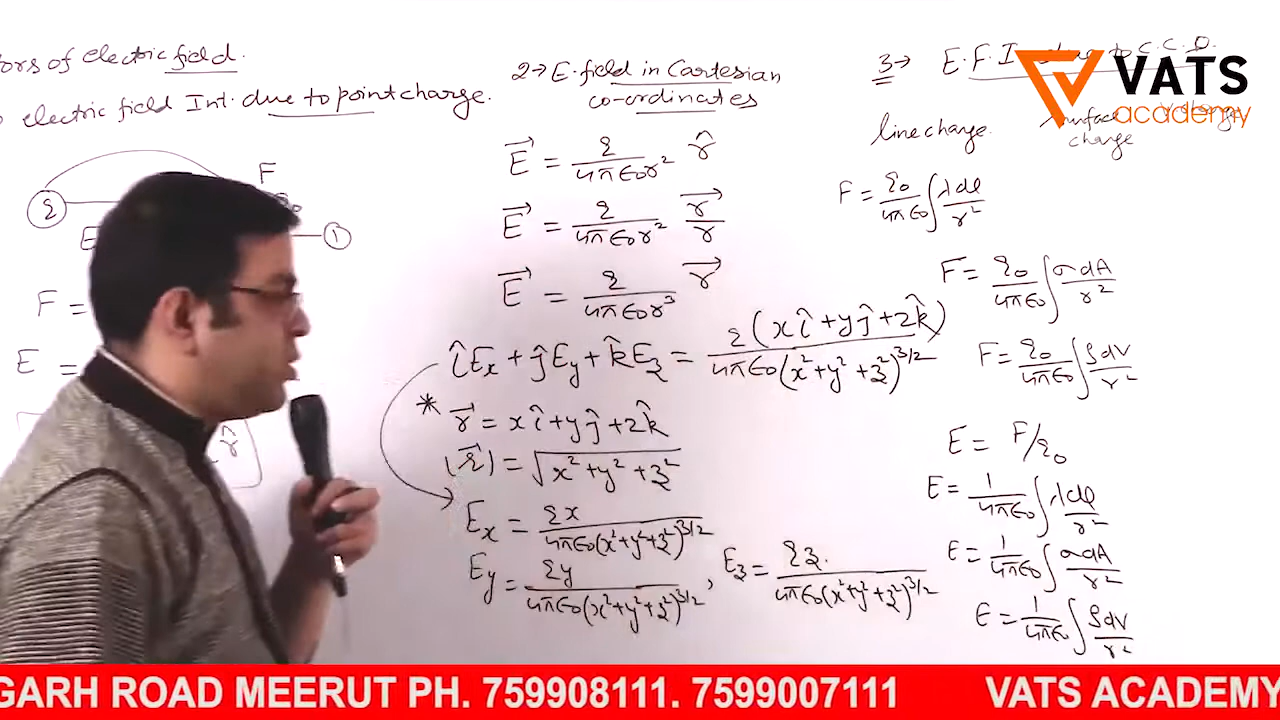 ors of electric field.
electric field Int. due to point charge.
F
q
E
F =
E =
r̂
2→ E. field in Cartesian
co-ordinates
E⃗ = q/4πε₀r² r̂
E⃗ = q/4πε₀r² r⃗/r
E⃗ = q/4πε₀r³ r⃗
îEx + ĵEy + k̂Ez = q(xî+yĵ+zk̂)/4πε₀(x²+y²+z²)^3/2
* r⃗ = xî+yĵ+zk̂
|r⃗| = √x²+y²+z²
Ex = qx/4πε₀(x²+y²+z²)^3/2
Ey = qy/4πε₀(x²+y²+z²)^3/2 , Ez = qz./4πε₀(x²+y²+z²)^3/2
3→ E.F.I. due to C.C.D.
line charge. surface charge
F = q₀/4πε₀ ∫λdl/r²
F = q₀/4πε₀ ∫σdA/r²
F = q₀/4πε₀ ∫ρdV/r²
E = F/q₀
E = 1/4πε₀ ∫λdl/r²
E = 1/4πε₀ ∫σdA/r²
E = 1/4πε₀ ∫ρdV/r²
VATS
academy
GARH ROAD MEERUT PH. 759908111. 7599007111 VATS ACADEMY